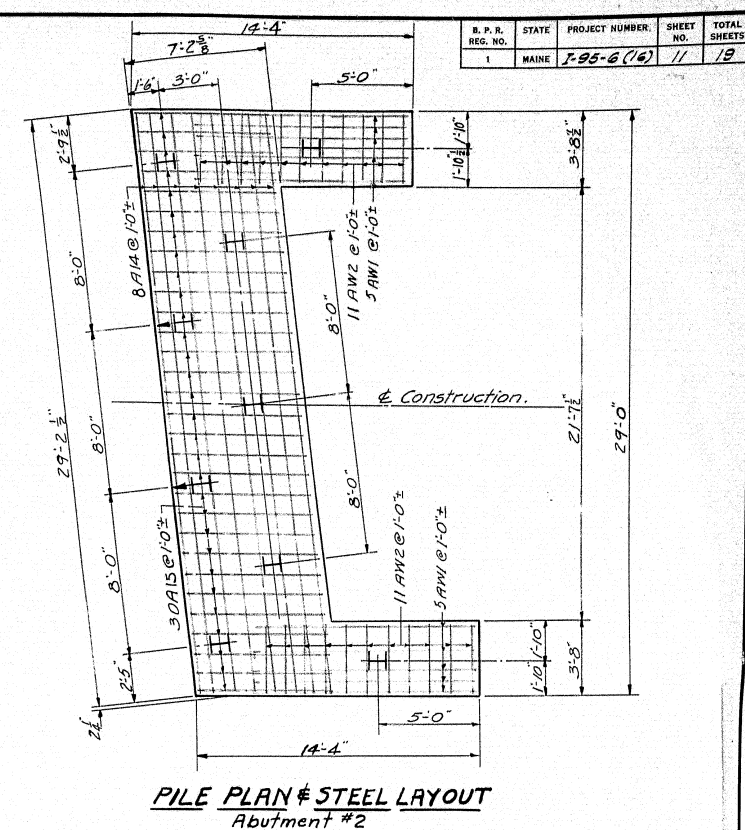 B. P. R. REG. NO. STATE PROJECT NUMBER. SHEET NO. TOTAL SHEETS
1 MAINE I-95-6 (16) 11 19
14'-4"
7'-2 5/8"
1'-6" 3'-0" 5'-0"
2'-9 1/2"
1'-10"
1'-10 1/2"
3'-8 1/2"
8 A14 @ 1'-0"±
11 AW2 @ 1'-0"±
5 AW1 @ 1'-0"±
8'-0"
8'-0"
℄ Construction.
29'-2 1/2"
8'-0"
21'-7 1/2"
29'-0"
8'-0"
30A15@1'-0"±
11 AW2 @ 1'-0"±
5 AW1 @ 1'-0"±
8'-0"
2'-5"
1'-10"
1'-10"
3'-8"
2 1/2
5'-0"
14'-4"
PILE PLAN & STEEL LAYOUT
Abutment #2